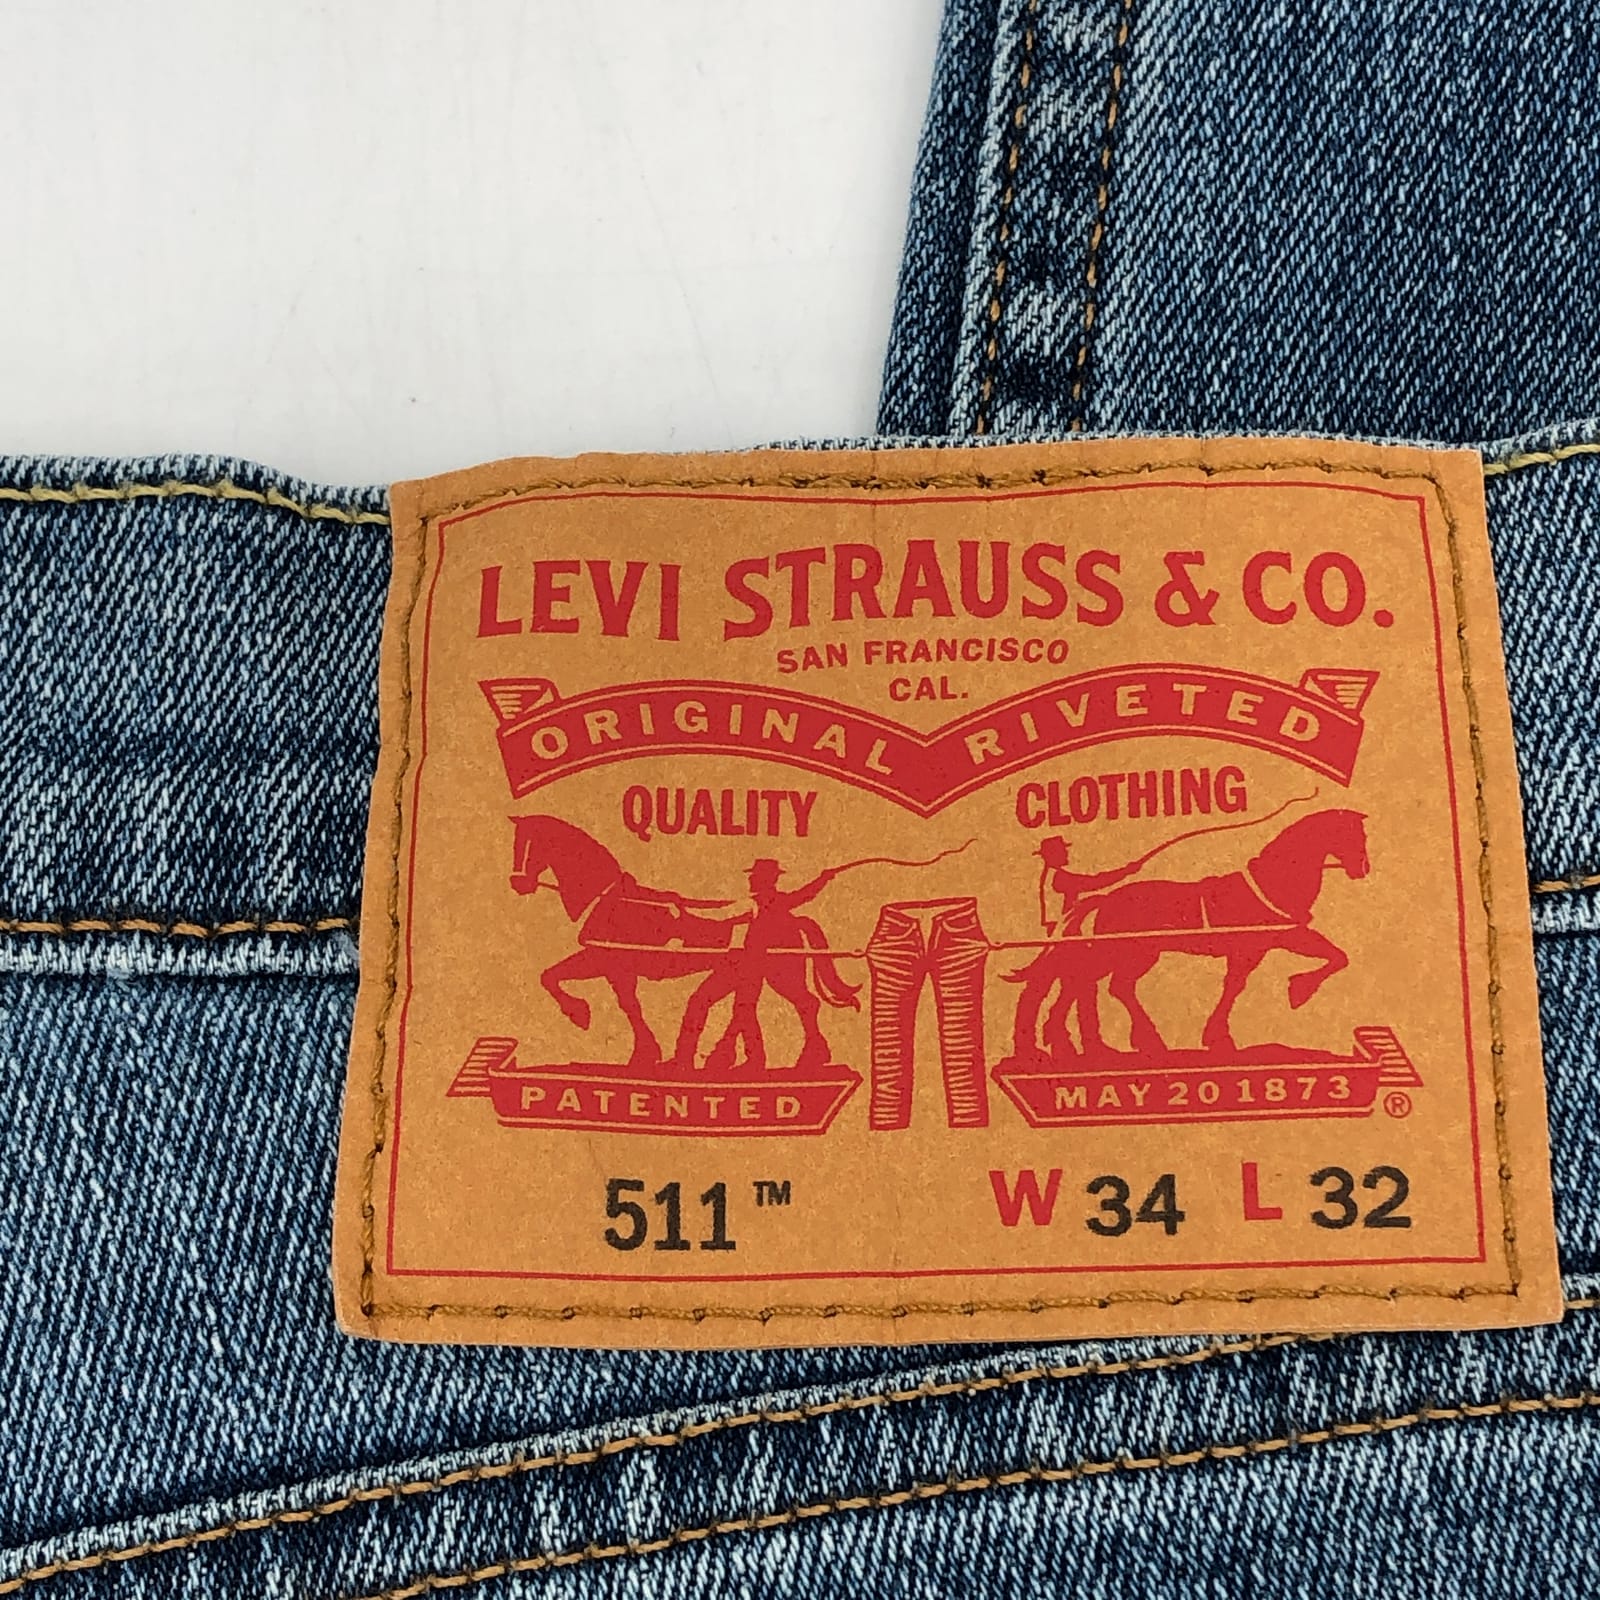 LEVI STRAUSS & CO.
SAN FRANCISCO
CAL.
ORIGINAL RIVETED
QUALITY CLOTHING
PATENTED MAY 20 1873 ®
511™ W 34 L 32